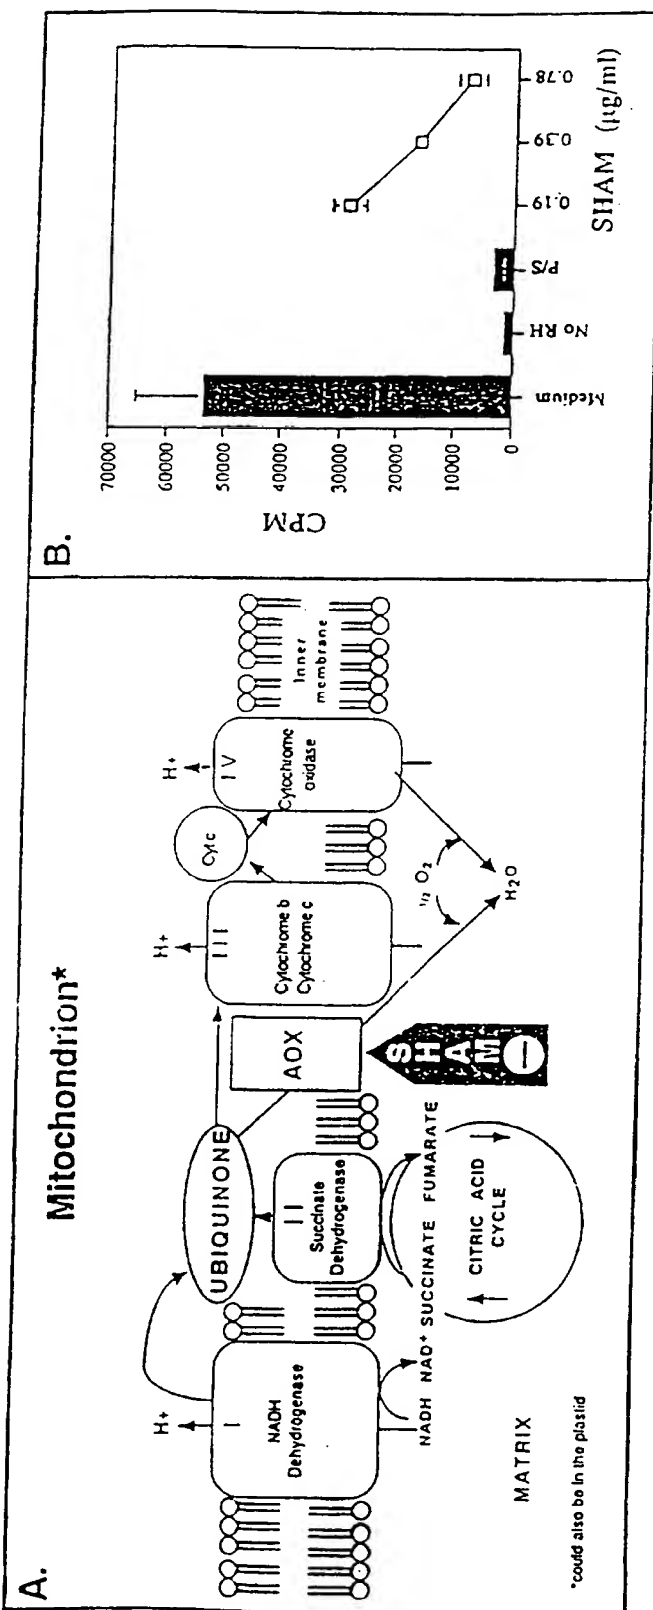 A.
Mitochondrion*
H+
I
NADH
Dehydrogenase
UBIQUINONE
II
Succinate
Dehydrogenase
AOX
H+
III
Cytochrome b
Cytochrome c
Cyt c
H+
IV
Cytochrome
oxidase
Inner
membrane
NADH NAD+ SUCCINATE FUMARATE
CITRIC ACID
CYCLE
SHAM
½ O2
H2O
MATRIX
*could also be in the plastid
B.
CPM
70000
60000
50000
40000
30000
20000
10000
0
Medium
No RH
P/S
0.19
0.39
0.78
SHAM (µg/ml)